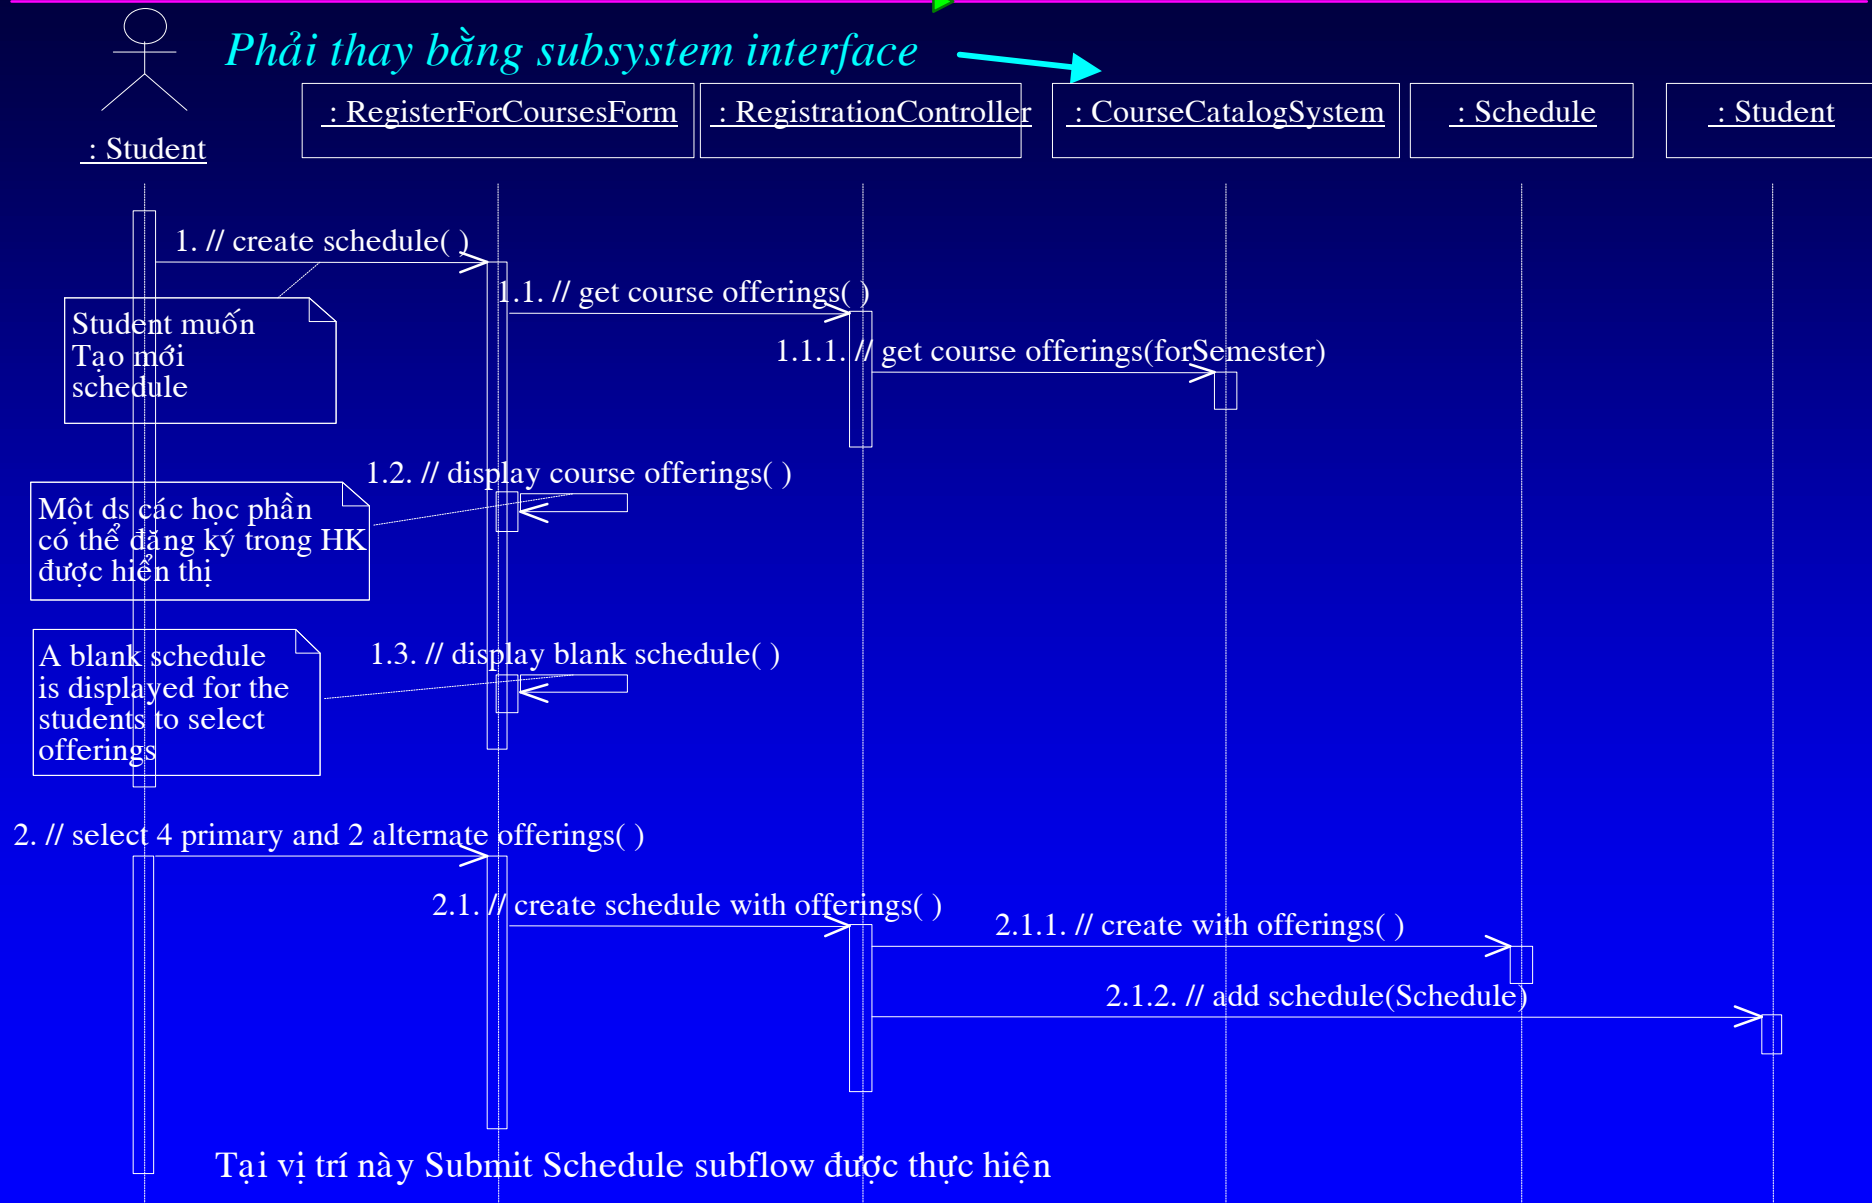 Phải thay bằng subsystem interface
: Student
: RegisterForCoursesForm
: RegistrationController
: CourseCatalogSystem
: Schedule
: Student
1. // create schedule( )
1.1. // get course offerings( )
Student muốn
Tạo mới
schedule
1.1.1. // get course offerings(forSemester)
1.2. // display course offerings( )
Một ds các học phần
có thể đăng ký trong HK
được hiển thị
1.3. // display blank schedule( )
A blank schedule
is displayed for the
students to select
offerings
2. // select 4 primary and 2 alternate offerings( )
2.1. // create schedule with offerings( )
2.1.1. // create with offerings( )
2.1.2. // add schedule(Schedule)
Tại vị trí này Submit Schedule subflow được thực hiện